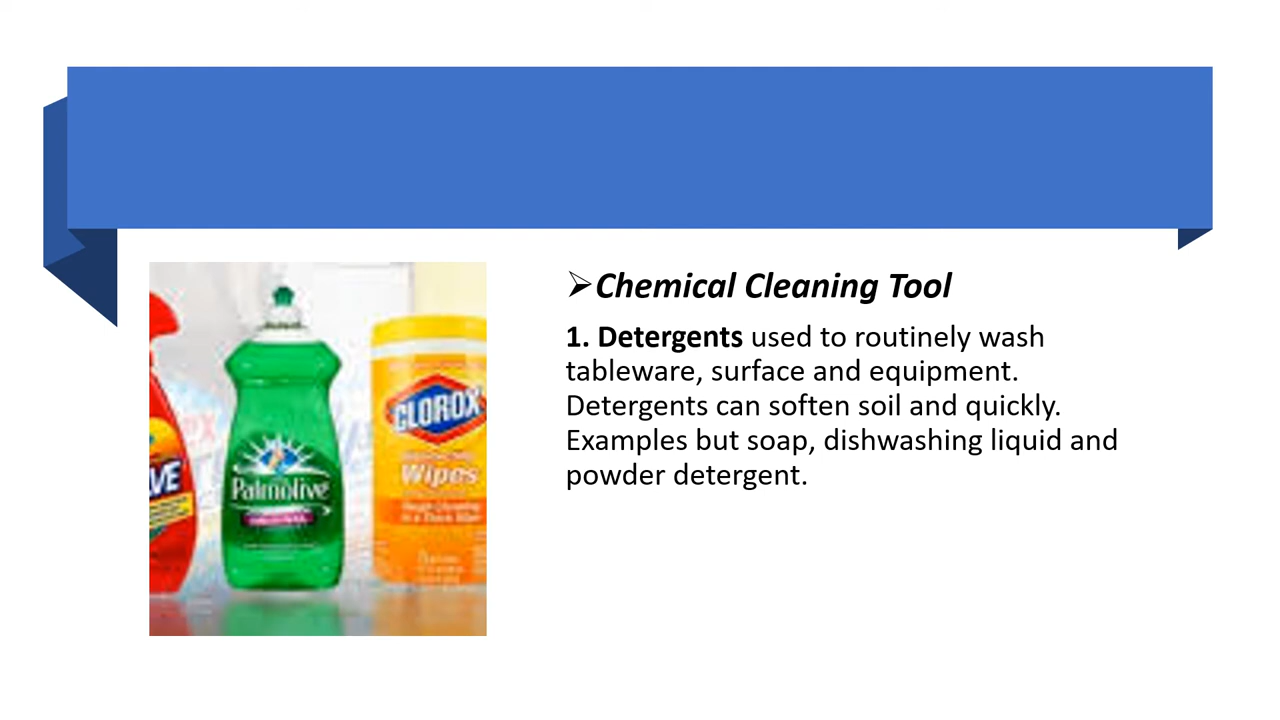 Chemical Cleaning Tool
1. Detergents used to routinely wash
tableware, surface and equipment.
Detergents can soften soil and quickly.
Examples but soap, dishwashing liquid and
powder detergent.
VE
Palmolive
CLOROX
Wipes